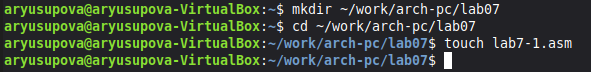 aryusupova@aryusupova-VirtualBox:~$ mkdir ~/work/arch-pc/lab07
aryusupova@aryusupova-VirtualBox:~$ cd ~/work/arch-pc/lab07
aryusupova@aryusupova-VirtualBox:~/work/arch-pc/lab07$ touch lab7-1.asm
aryusupova@aryusupova-VirtualBox:~/work/arch-pc/lab07$